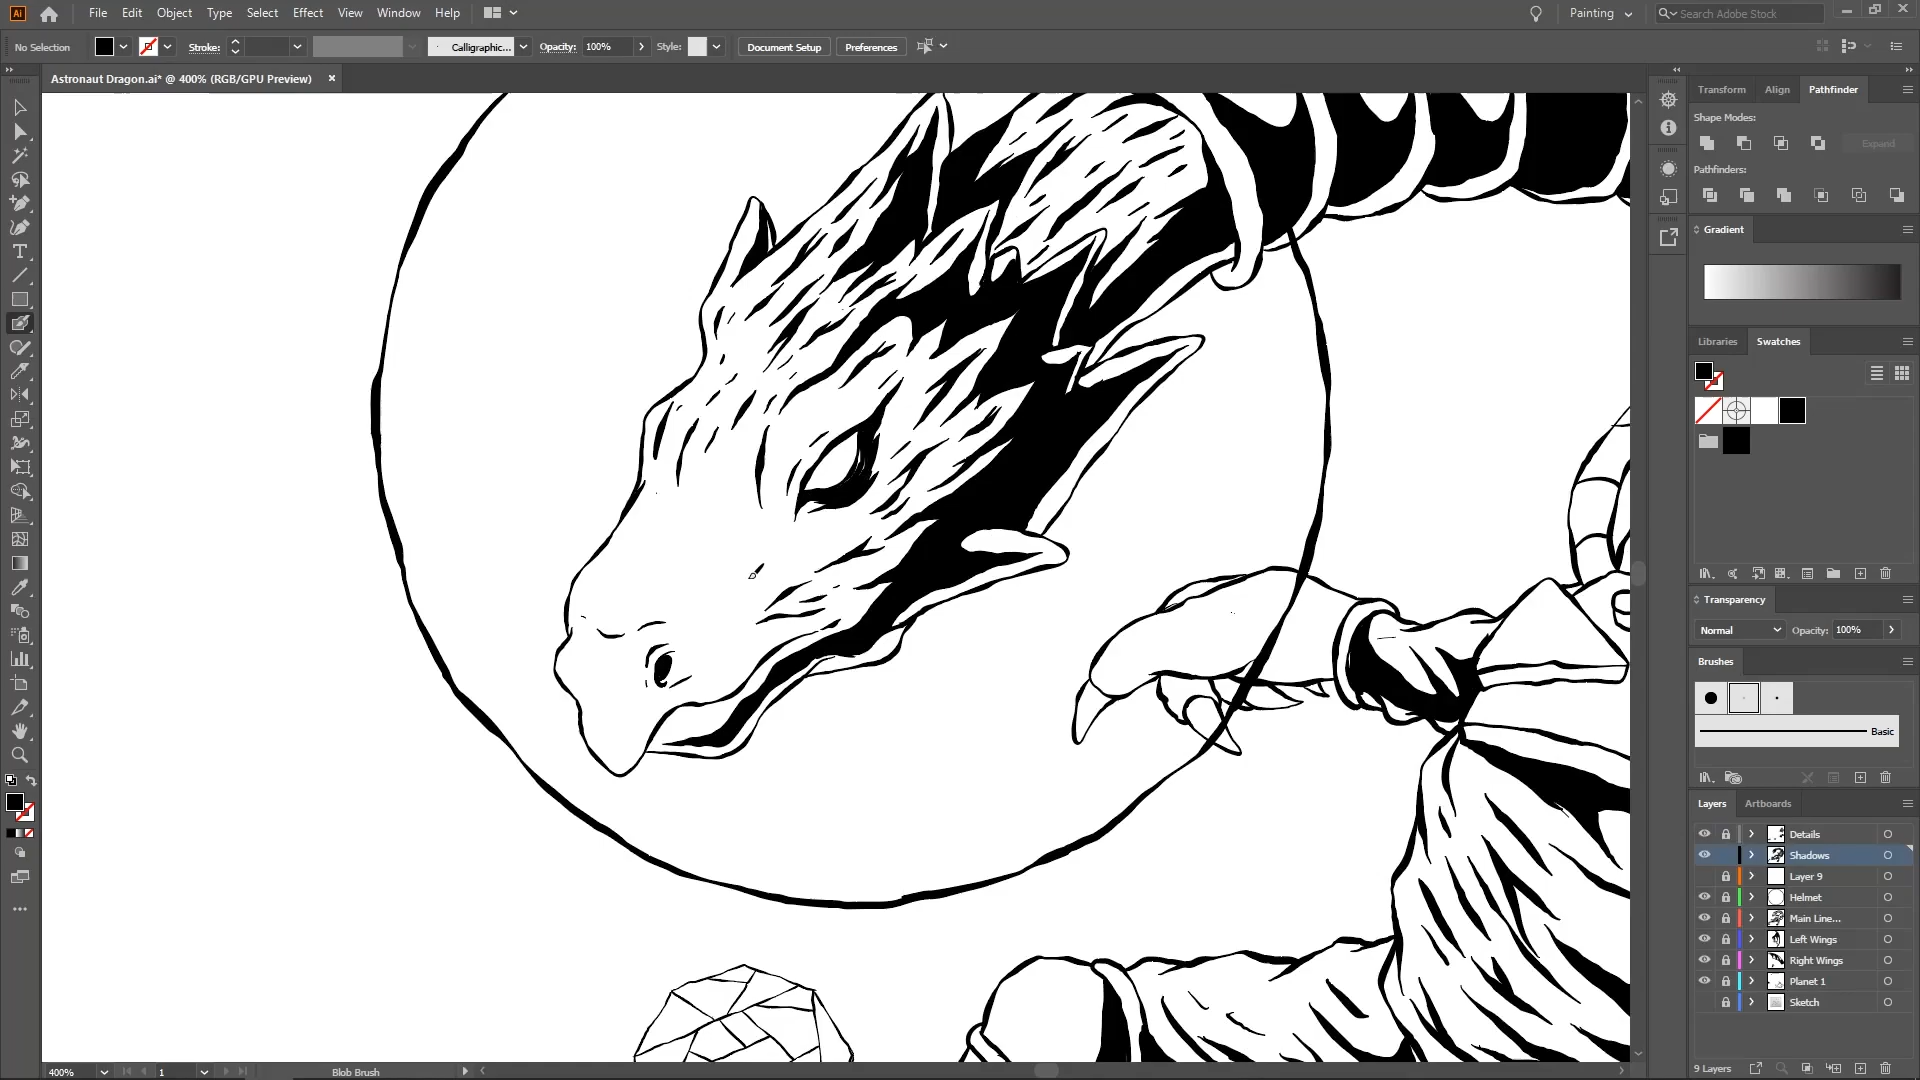 Ai File Edit Object Type Select Effect View Window Help Painting Search Adobe Stock
No Selection Stroke: Calligraphic... Opacity: 100% Style: Document Setup Preferences
Astronaut Dragon.ai* @ 400% (RGB/GPU Preview) ×
Transform Align Pathfinder
Shape Modes:
Expand
Pathfinders:
Gradient
Libraries Swatches
Transparency
Normal Opacity: 100%
Brushes
Basic
Layers Artboards
Details
Shadows
Layer 9
Helmet
Main Line...
Left Wings
Right Wings
Planet 1
Sketch
9 Layers
400% 1 Blob Brush